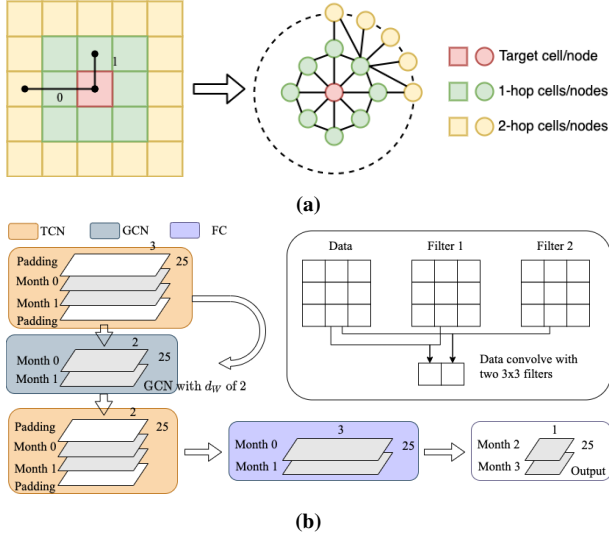 1
0
Target cell/node
1-hop cells/nodes
2-hop cells/nodes
(a)
TCN
GCN
FC
3
Padding
25
Month 0
Month 1
Padding
2
Month 0
25
Month 1
GCN with d_W of 2
2
Padding
25
Month 0
Month 1
Padding
3
Month 0
25
Month 1
1
Month 2
25
Month 3
Output
Data
Filter 1
Filter 2
Data convolve with
two 3x3 filters
(b)